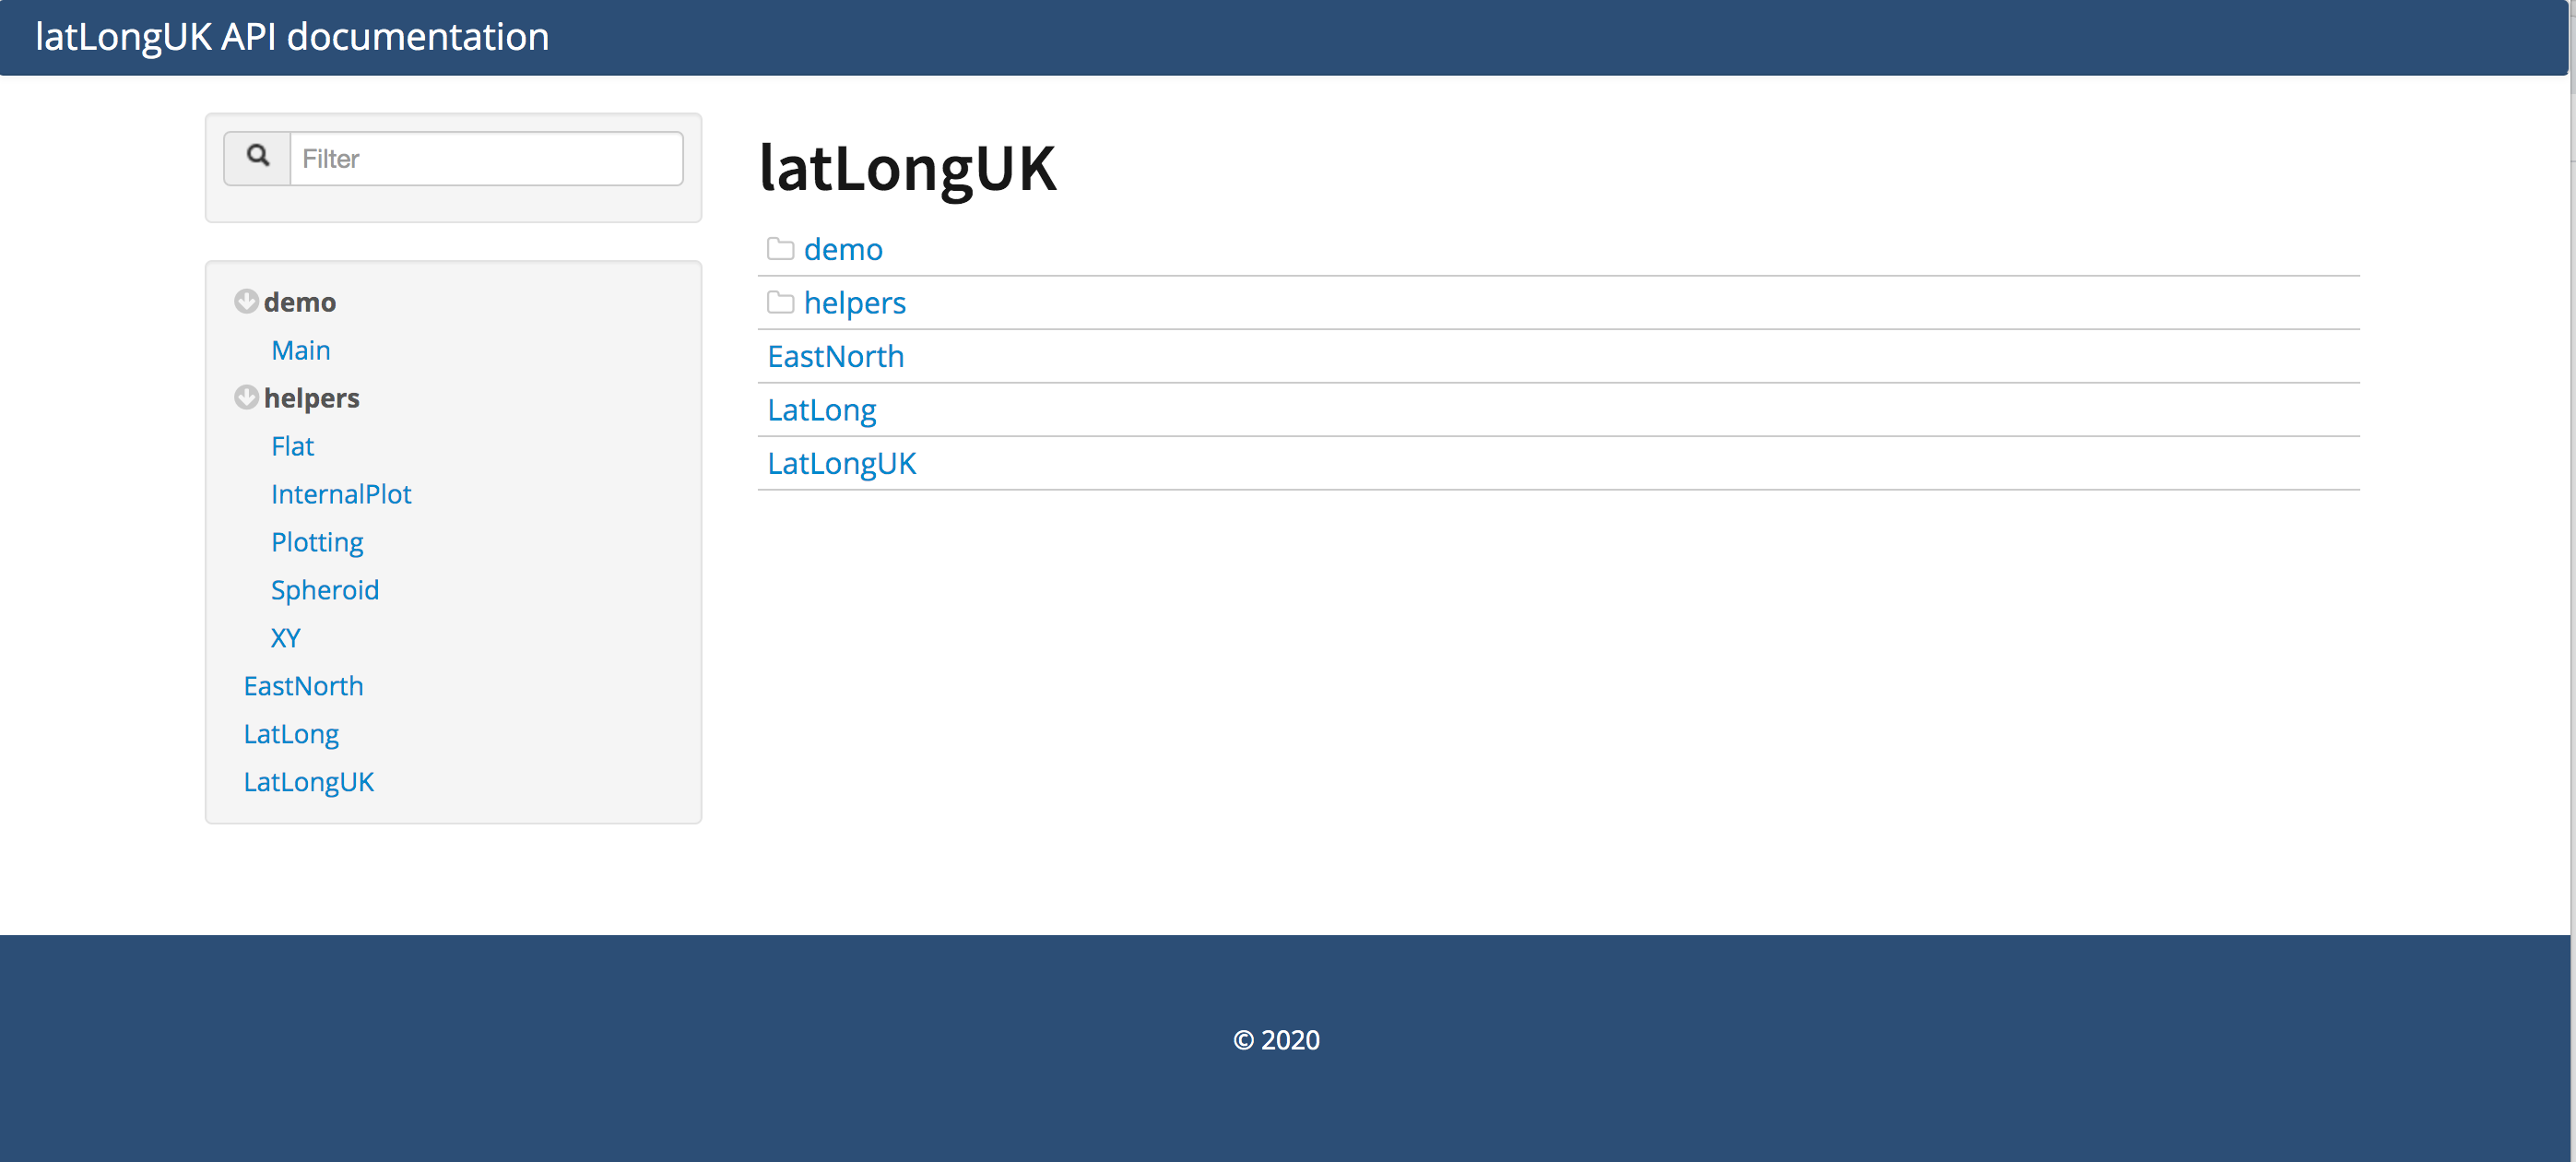 latLongUK API documentation
Filter
demo
Main
helpers
Flat
InternalPlot
Plotting
Spheroid
XY
EastNorth
LatLong
LatLongUK
latLongUK
demo
helpers
EastNorth
LatLong
LatLongUK
© 2020